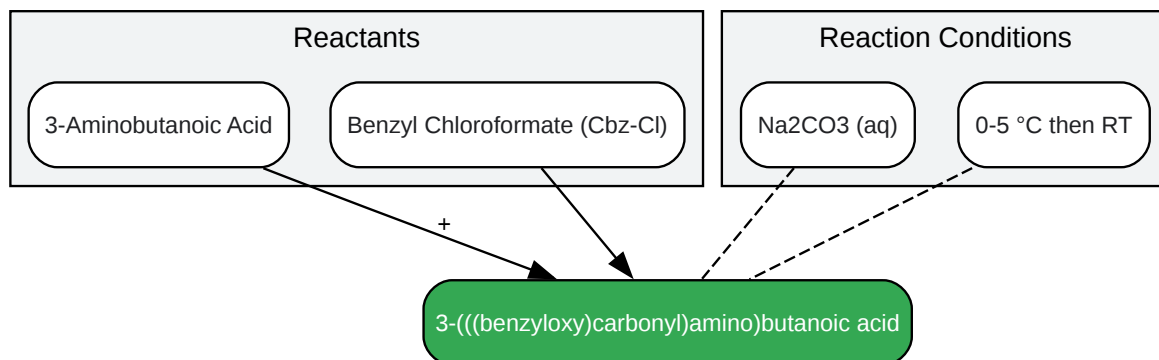 Reactants
Reaction Conditions
3-Aminobutanoic Acid
Benzyl Chloroformate (Cbz-Cl)
Na2CO3 (aq)
0-5 °C then RT
+
3-(((benzyloxy)carbonyl)amino)butanoic acid